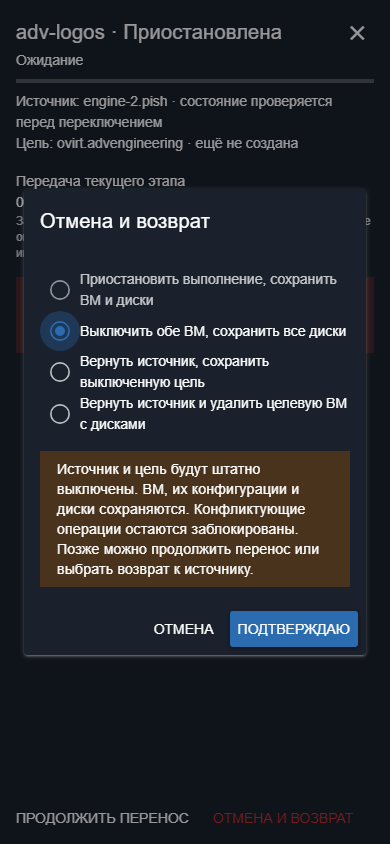 adv-logos · Приостановлена
Ожидание
Источник: engine-2.pish · состояние проверяется
перед переключением
Цель: ovirt.advengineering · ещё не создана
Передача текущего этапа
Отмена и возврат
Приостановить выполнение, сохранить
ВМ и диски
Выключить обе ВМ, сохранить все диски
Вернуть источник, сохранить
выключенную цель
Вернуть источник и удалить целевую ВМ
с дисками
Источник и цель будут штатно
выключены. ВМ, их конфигурации и
диски сохраняются. Конфликтующие
операции остаются заблокированы.
Позже можно продолжить перенос или
выбрать возврат к источнику.
ОТМЕНА
ПОДТВЕРЖДАЮ
ПРОДОЛЖИТЬ ПЕРЕНОС
ОТМЕНА И ВОЗВРАТ